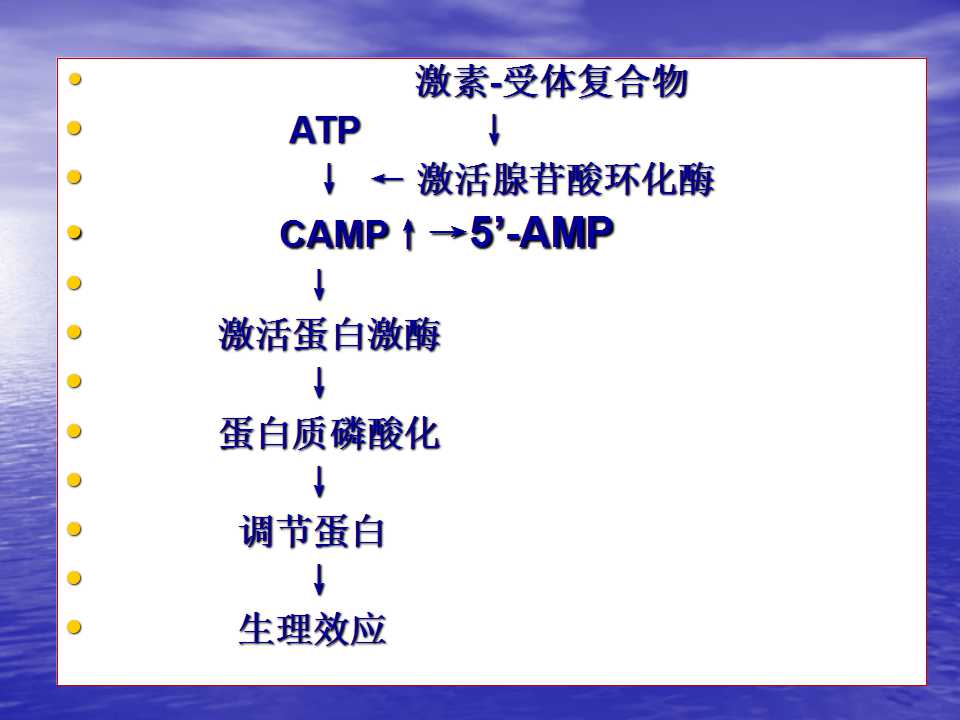 • 激素-受体复合物
• ATP ↓
• ↓ ← 激活腺苷酸环化酶
• CAMP↑→5’-AMP
• ↓
• 激活蛋白激酶
• ↓
• 蛋白质磷酸化
• ↓
• 调节蛋白
• ↓
• 生理效应